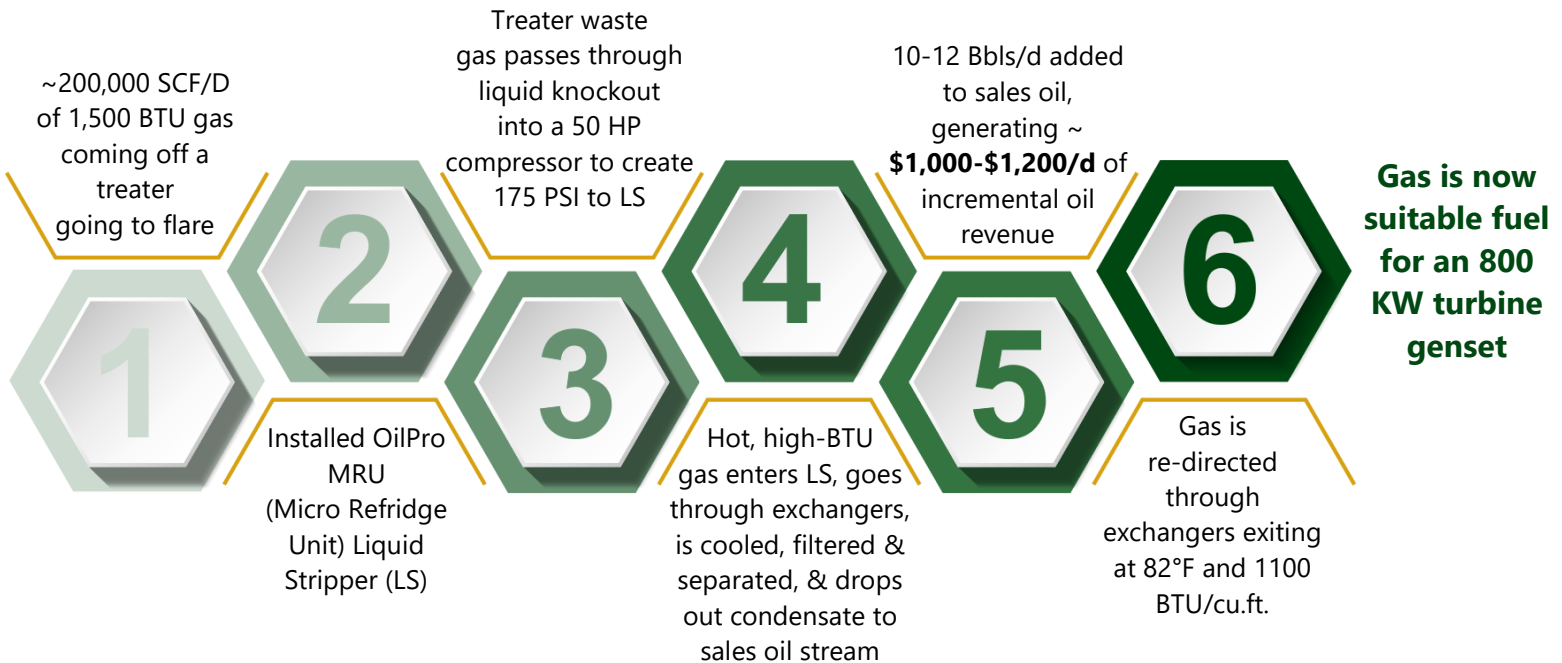 ~200,000 SCF/D
of 1,500 BTU gas
coming off a
treater
going to flare
1
2
Installed OilPro
MRU
(Micro Refridge
Unit) Liquid
Stripper (LS)
Treater waste
gas passes through
liquid knockout
into a 50 HP
compressor to create
175 PSI to LS
3
4
Hot, high-BTU
gas enters LS, goes
through exchangers,
is cooled, filtered &
separated, & drops
out condensate to
sales oil stream
10-12 Bbls/d added
to sales oil,
generating ~
$1,000-$1,200/d of
incremental oil
revenue
5
6
Gas is
re-directed
through
exchangers exiting
at 82°F and 1100
BTU/cu.ft.
Gas is now
suitable fuel
for an 800
KW turbine
genset